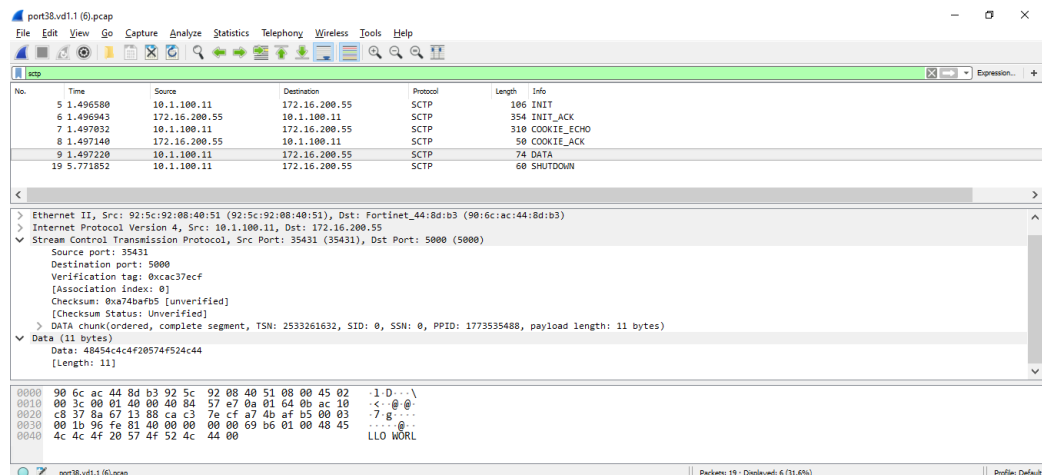 port38.vd1.1 (6).pcap
File Edit View Go Capture Analyze Statistics Telephony Wireless Tools Help
sctp Expression... +
No. Time Source Destination Protocol Length Info
5 1.496580 10.1.100.11 172.16.200.55 SCTP 106 INIT
6 1.496943 172.16.200.55 10.1.100.11 SCTP 354 INIT_ACK
7 1.497032 10.1.100.11 172.16.200.55 SCTP 310 COOKIE_ECHO
8 1.497140 172.16.200.55 10.1.100.11 SCTP 50 COOKIE_ACK
9 1.497220 10.1.100.11 172.16.200.55 SCTP 74 DATA
19 5.771852 10.1.100.11 172.16.200.55 SCTP 60 SHUTDOWN
Ethernet II, Src: 92:5c:92:08:40:51 (92:5c:92:08:40:51), Dst: Fortinet_44:8d:b3 (90:6c:ac:44:8d:b3)
Internet Protocol Version 4, Src: 10.1.100.11, Dst: 172.16.200.55
Stream Control Transmission Protocol, Src Port: 35431 (35431), Dst Port: 5000 (5000)
Source port: 35431
Destination port: 5000
Verification tag: 0xcac37ecf
[Association index: 0]
Checksum: 0xa74bafb5 [unverified]
[Checksum Status: Unverified]
DATA chunk(ordered, complete segment, TSN: 2533261632, SID: 0, SSN: 0, PPID: 1773535488, payload length: 11 bytes)
Data (11 bytes)
Data: 48454c4c4f20574f524c44
[Length: 11]
0000 90 6c ac 44 8d b3 92 5c 92 08 40 51 08 00 45 02 ·l·D···\
0010 00 3c 00 01 40 00 40 84 57 e7 0a 01 64 0b ac 10 ·<··@·@·
0020 c8 37 8a 67 13 88 ca c3 7e cf a7 4b af b5 00 03 ·7·g····
0030 00 1b 96 fe 81 40 00 00 00 00 69 b6 01 00 48 45 ·····@··
0040 4c 4c 4f 20 57 4f 52 4c 44 00 LLO WORL
port38.vd1.1 (6).pcap Packets: 19 · Displayed: 6 (31.6%) Profile: Default